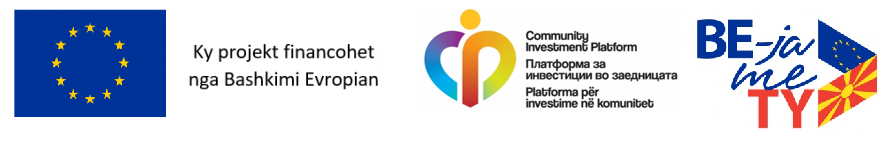 Ky projekt financohet
nga Bashkimi Evropian
Community
Investment Platform
Платформа за
инвестиции во заедницата
Platforma për
investime në komunitet
BE-ja
me
TY